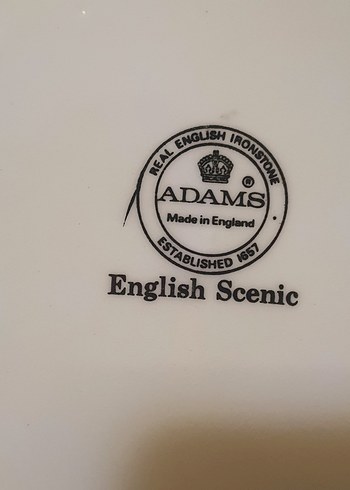 REAL ENGLISH IRONSTONE
ADAMS ®
Made in England
ESTABLISHED 1657
English Scenic